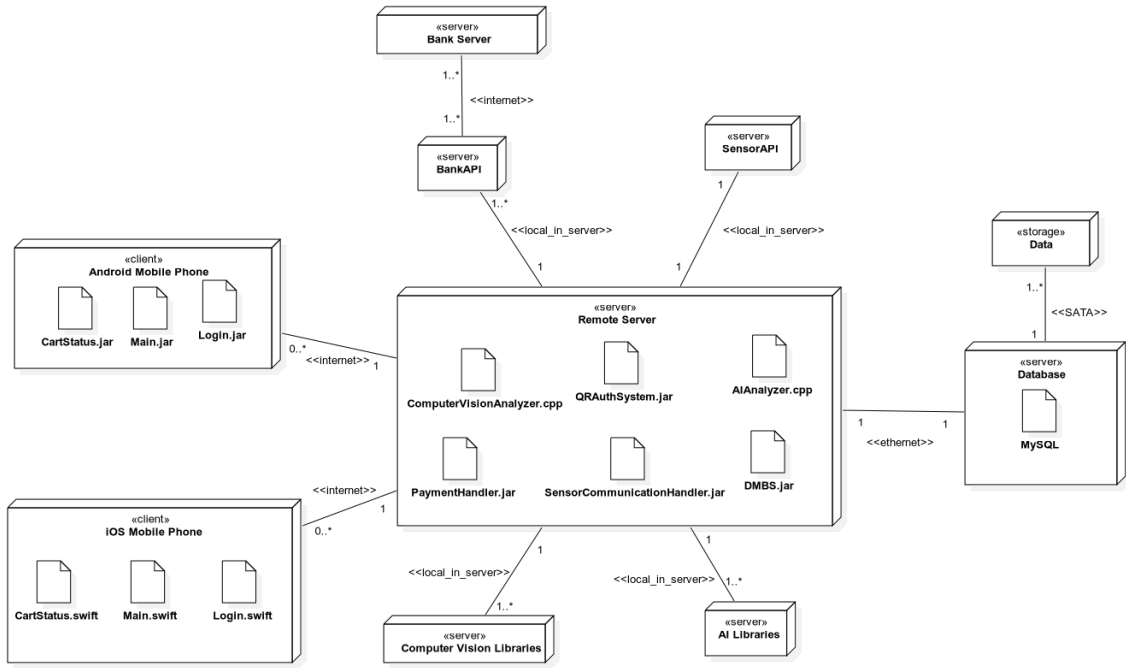 «server»
Bank Server
1..*
<<internet>>
1..*
«server»
BankAPI
1..*
<<local_in_server>>
1
«server»
SensorAPI
1
<<local_in_server>>
1
«storage»
Data
1..*
<<SATA>>
1
«server»
Database
MySQL
«client»
Android Mobile Phone
CartStatus.jar
Main.jar
Login.jar
0..*
<<internet>>
1
«server»
Remote Server
ComputerVisionAnalyzer.cpp
QRAuthSystem.jar
AIAnalyzer.cpp
PaymentHandler.jar
SensorCommunicationHandler.jar
DMBS.jar
1
<<ethernet>>
1
<<internet>>
1
0..*
«client»
iOS Mobile Phone
CartStatus.swift
Main.swift
Login.swift
1
<<local_in_server>>
1..*
«server»
Computer Vision Libraries
1
<<local_in_server>>
1..*
«server»
AI Libraries